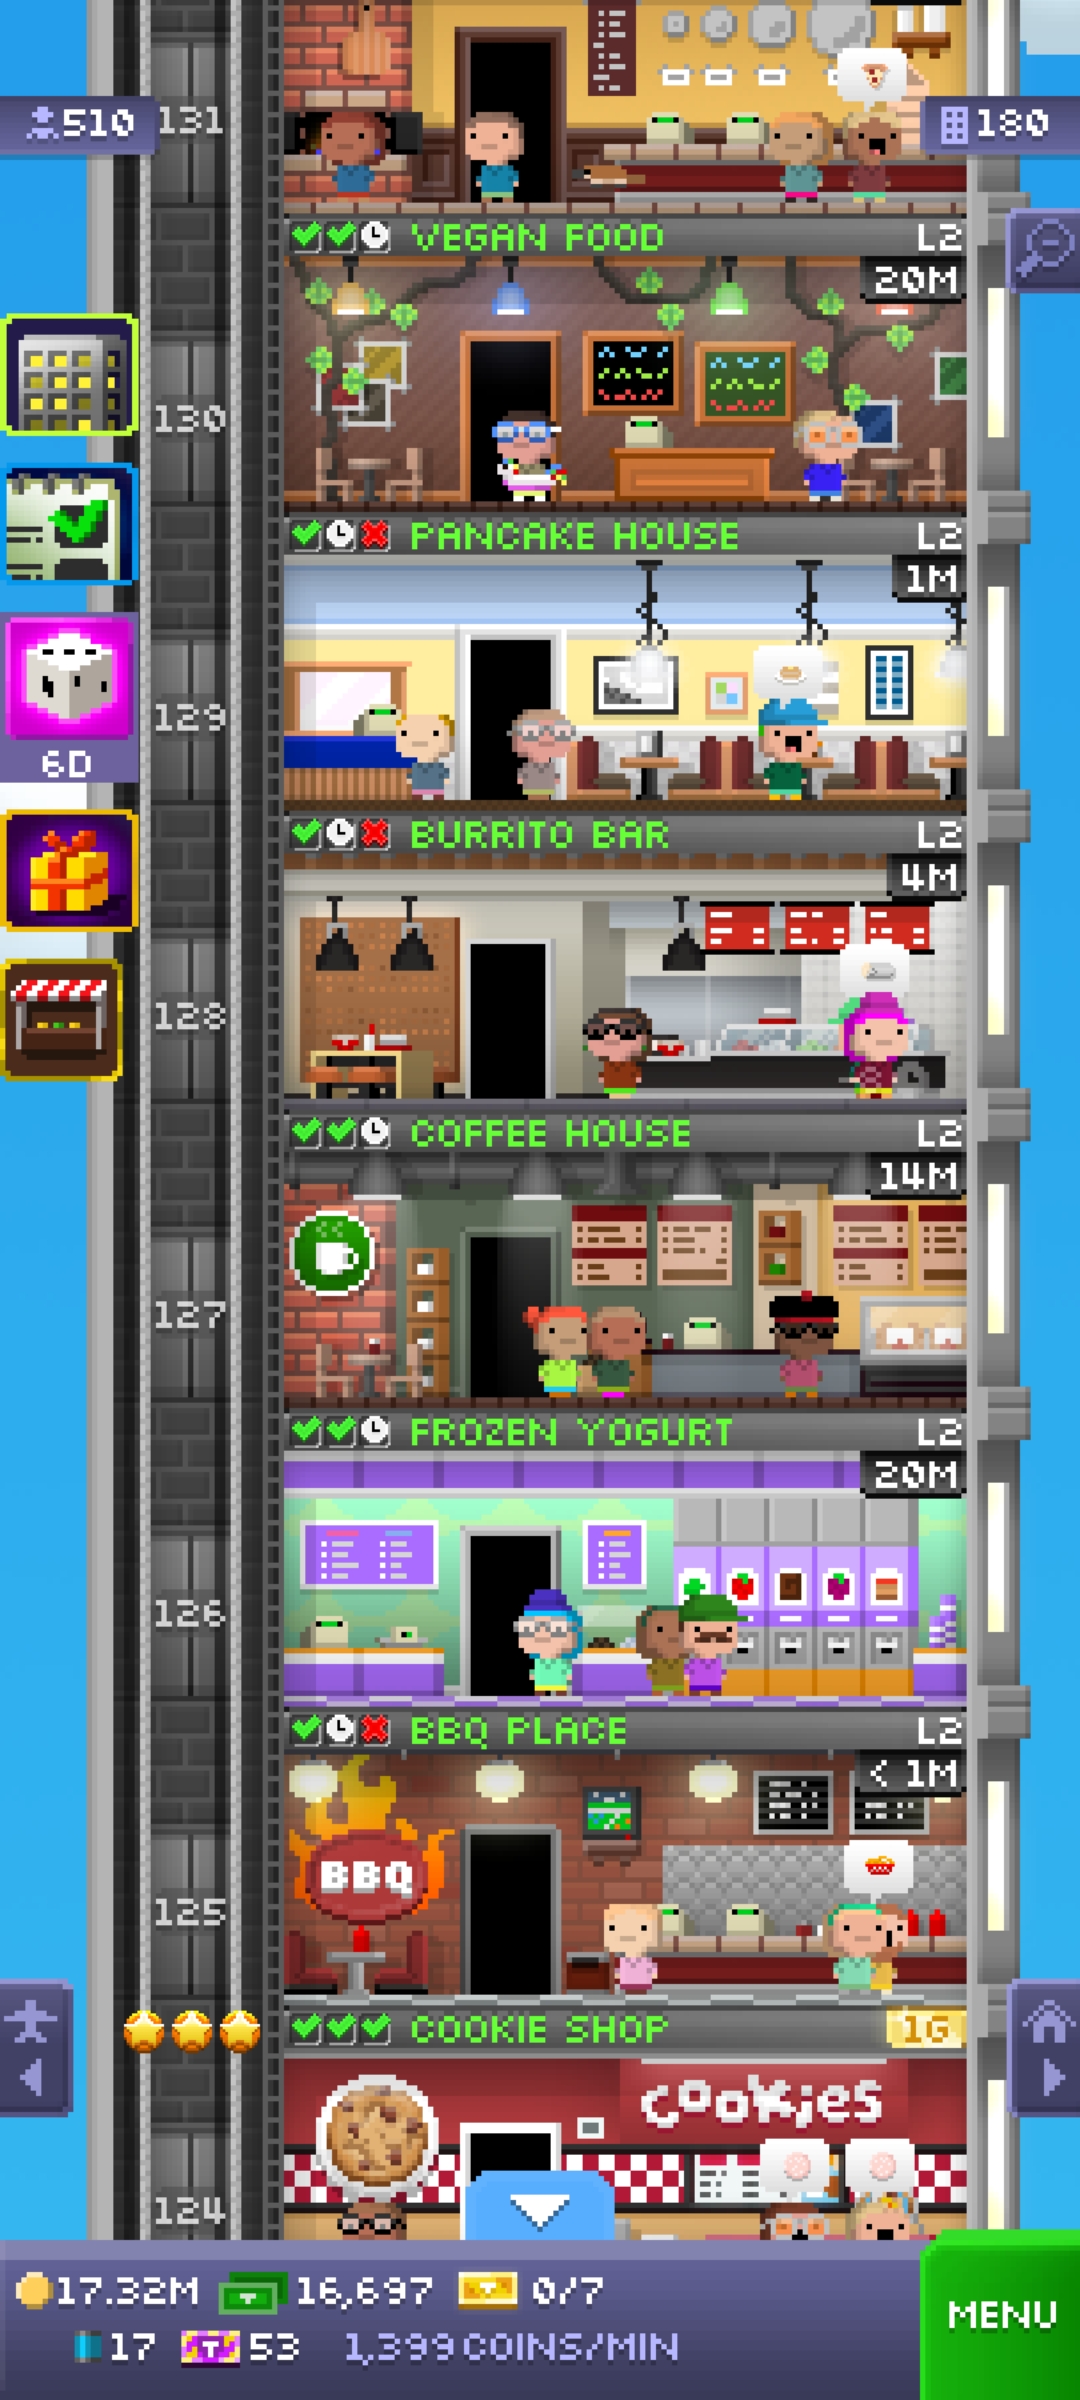 510
131
180
VEGAN FOOD
L2
20M
130
PANCAKE HOUSE
L2
1M
129
6D
BURRITO BAR
L2
4M
128
COFFEE HOUSE
L2
14M
127
FROZEN YOGURT
L2
20M
126
BBQ PLACE
L2
< 1M
BBQ
125
COOKIE SHOP
1G
cookies
124
17.32M
16,697
0/7
MENU
17
T
53
1,399 COINS/MIN